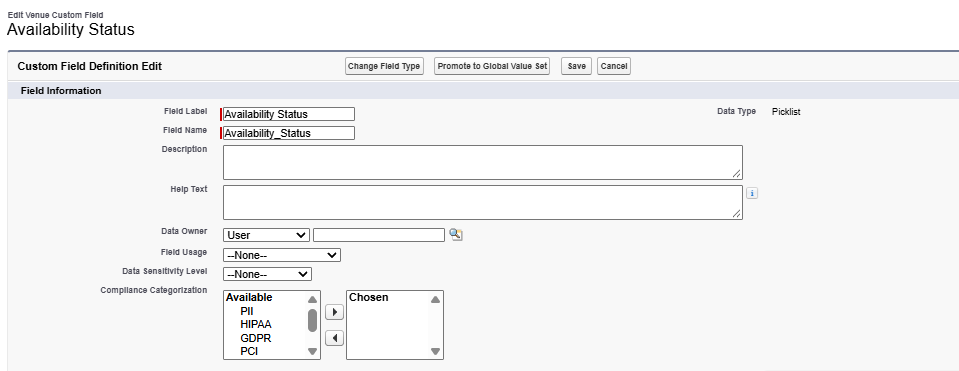 Edit Venue Custom Field
Availability Status
Custom Field Definition Edit
Change Field Type
Promote to Global Value Set
Save
Cancel
Field Information
Field Label
Availability Status
Data Type
Picklist
Field Name
Availability_Status
Description
Help Text
i
Data Owner
User
Field Usage
--None--
Data Sensitivity Level
--None--
Compliance Categorization
Available
PII
HIPAA
GDPR
PCI
Chosen